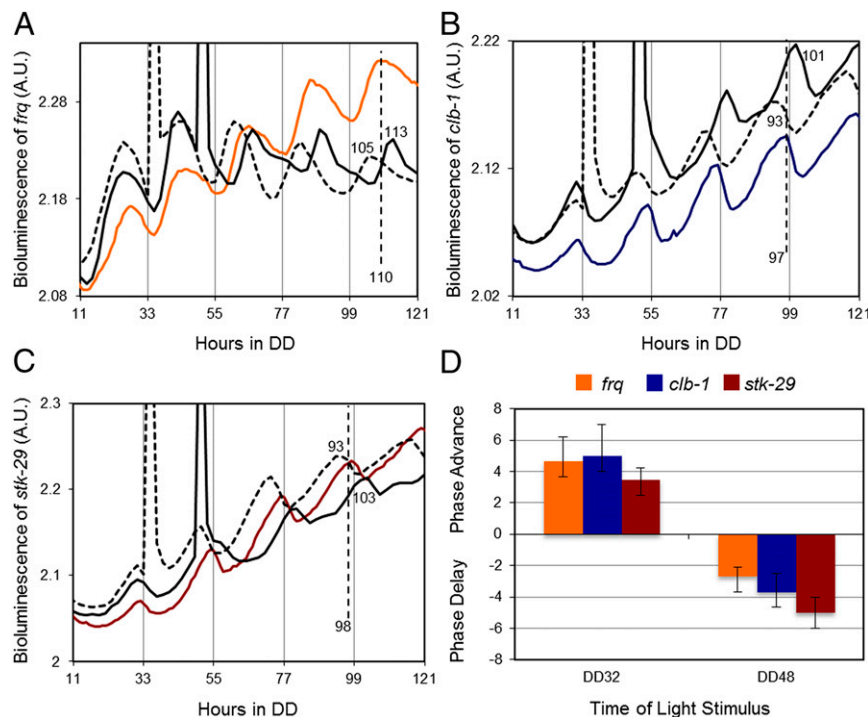 A
Bioluminescence of frq (A.U.)
2.28
2.18
2.08
105
113
110
11 33 55 77 99 121
Hours in DD
B
Bioluminescence of clb-1 (A.U.)
2.22
2.12
2.02
101
93
97
11 33 55 77 99 121
Hours in DD
C
Bioluminescence of stk-29 (A.U.)
2.3
2.2
2.1
2
93
103
98
11 33 55 77 99 121
Hours in DD
D
frq clb-1 stk-29
Phase Advance
Phase Delay
8
6
4
2
0
-2
-4
-6
-8
DD32 DD48
Time of Light Stimulus